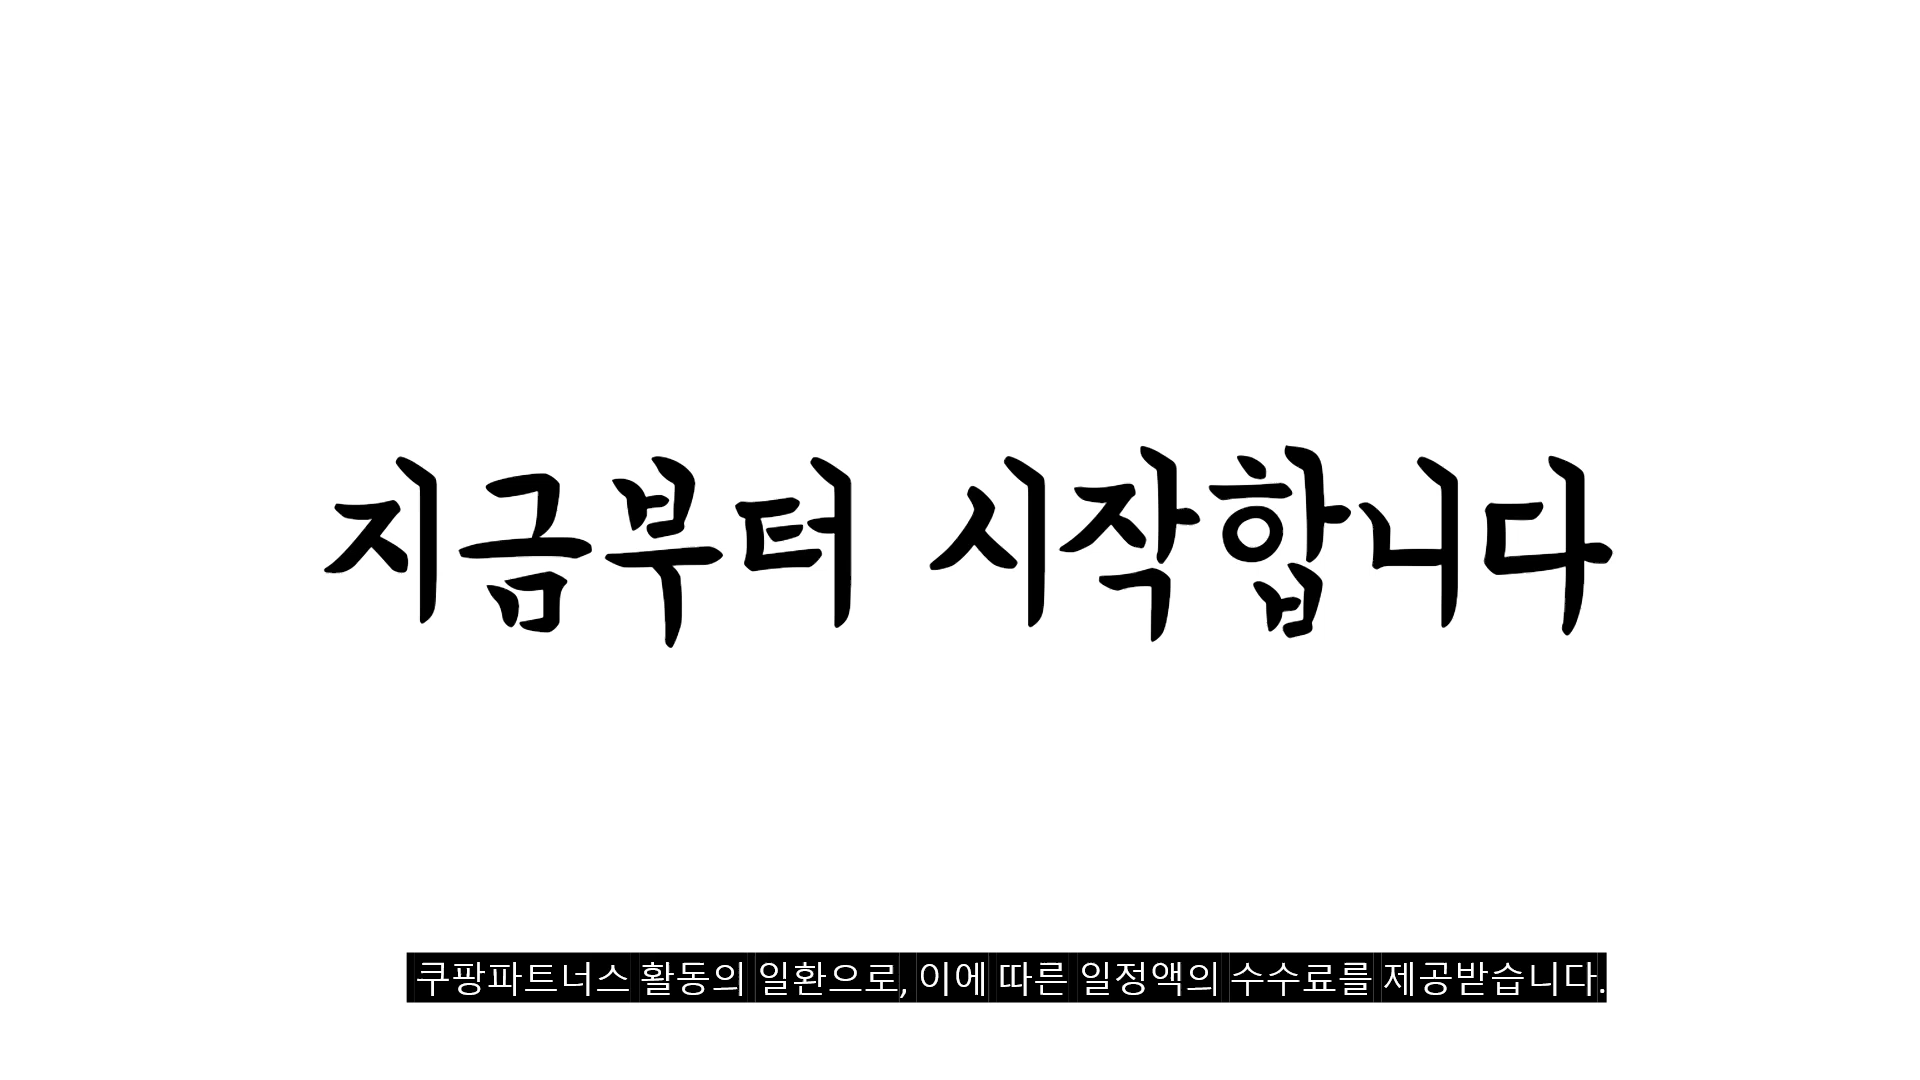 지금부터 시작합니다
쿠팡파트너스 활동의 일환으로, 이에 따른 일정액의 수수료를 제공받습니다.